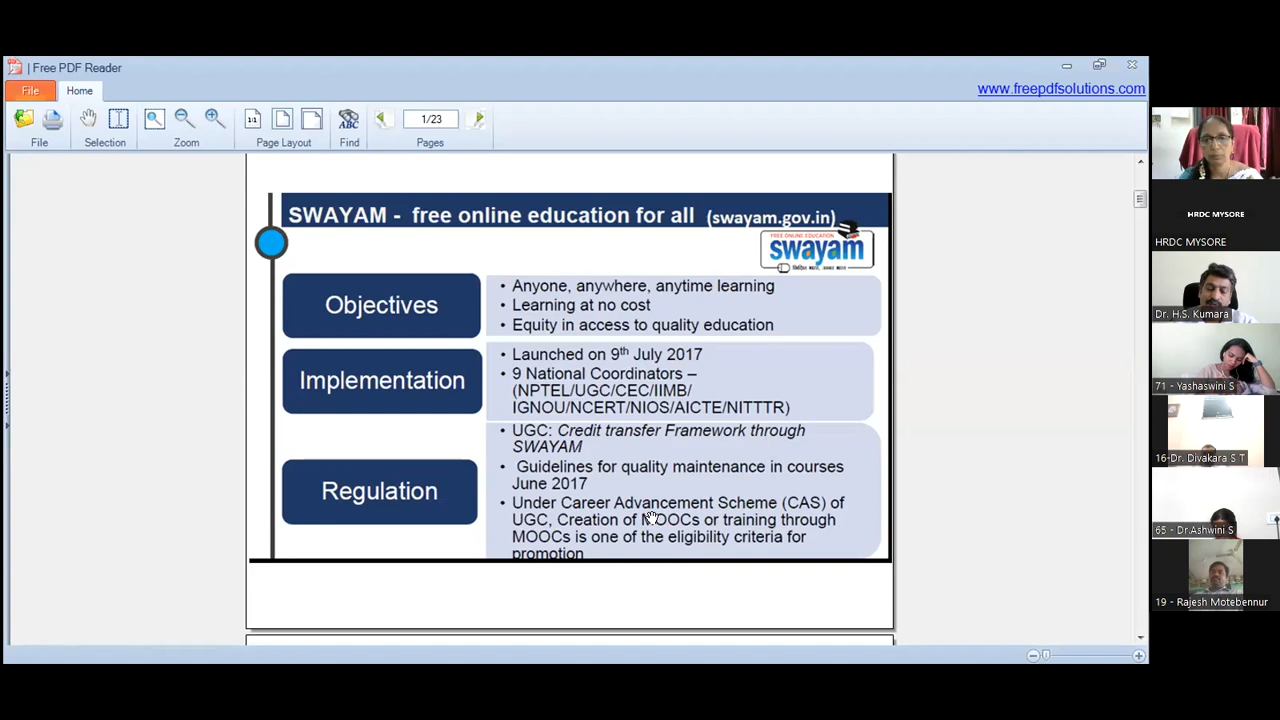 | Free PDF Reader
File
Home
www.freepdfsolutions.com
1:1
ABC
1/23
File
Selection
Zoom
Page Layout
Find
Pages
SWAYAM - free online education for all (swayam.gov.in)
FREE ONLINE EDUCATION
swayam
Objectives
• Anyone, anywhere, anytime learning
• Learning at no cost
• Equity in access to quality education
Implementation
• Launched on 9th July 2017
• 9 National Coordinators –
(NPTEL/UGC/CEC/IIMB/
IGNOU/NCERT/NIOS/AICTE/NITTTR)
Regulation
• UGC: Credit transfer Framework through
SWAYAM
• Guidelines for quality maintenance in courses
June 2017
• Under Career Advancement Scheme (CAS) of
UGC, Creation of MOOCs or training through
MOOCs is one of the eligibility criteria for
promotion
HRDC MYSORE
HRDC MYSORE
Dr. H.S. Kumara
71 - Yashaswini S
16-Dr. Divakara S T
65 - Dr.Ashwini S
19 - Rajesh Motebennur